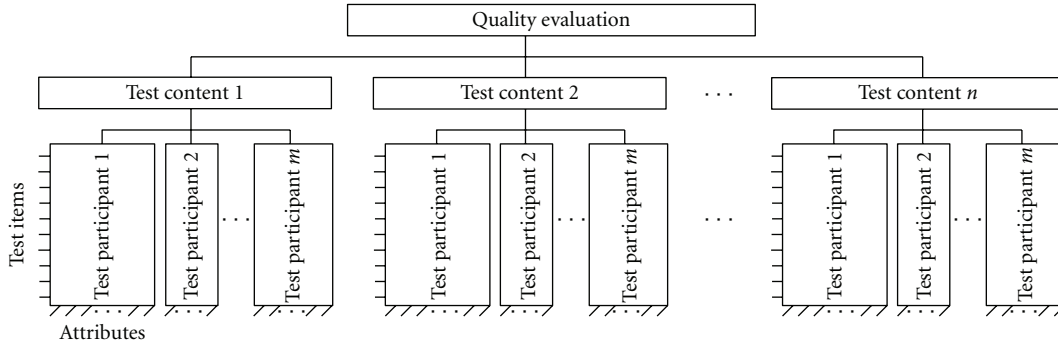 Quality evaluation
Test content 1
Test content 2
. . .
Test content n
Test items
Test participant 1
Test participant 2
. . .
Test participant m
Test participant 1
Test participant 2
. . .
Test participant m
. . .
Test participant 1
Test participant 2
. . .
Test participant m
. . .
. . .
. . .
. . .
. . .
. . .
. . .
. . .
. . .
Attributes